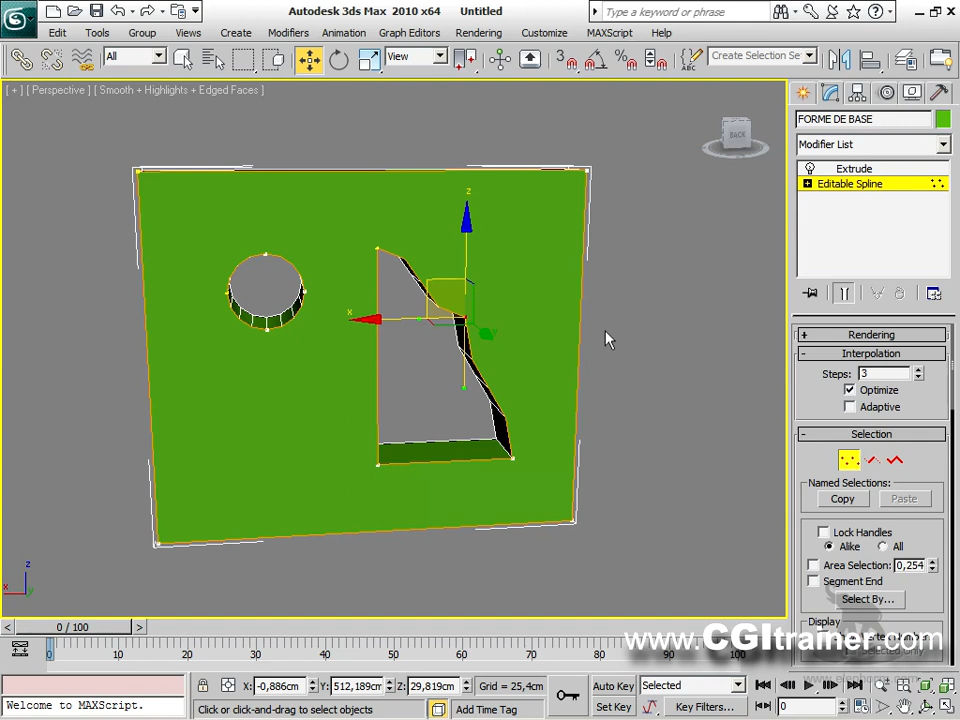 Autodesk 3ds Max 2010 x64 Untitled
Type a keyword or phrase
Edit Tools Group Views Create Modifiers Animation Graph Editors Rendering Customize MAXScript Help
All
View
3
Create Selection Se
[ + ] [ Perspective ] [ Smooth + Highlights + Edged Faces ]
BACK
FORME DE BASE
Modifier List
Extrude
Editable Spline
z
x
y
+ Rendering
- Interpolation
Steps: 3
Optimize
Adaptive
- Selection
Named Selections:
Copy Paste
Lock Handles
Alike All
Area Selection: 0,254
Segment End
Select By...
Display
z
x
y
< 0 / 100 >
www.CGItrainer.com
0 10 20 30 40 50 60 70 80 90 100
X: -0,886cm Y: 512,189cm Z: 29,819cm Grid = 25,4cm
Auto Key Selected
Welcome to MAXScript.
Click or click-and-drag to select objects
Add Time Tag
Set Key Key Filters...
0